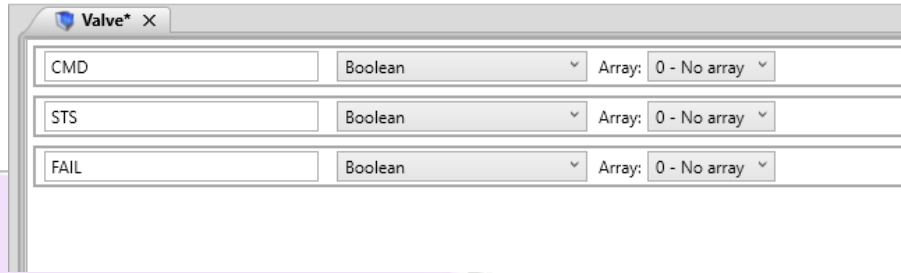 Valve*
CMD Boolean Array: 0 - No array
STS Boolean Array: 0 - No array
FAIL Boolean Array: 0 - No array